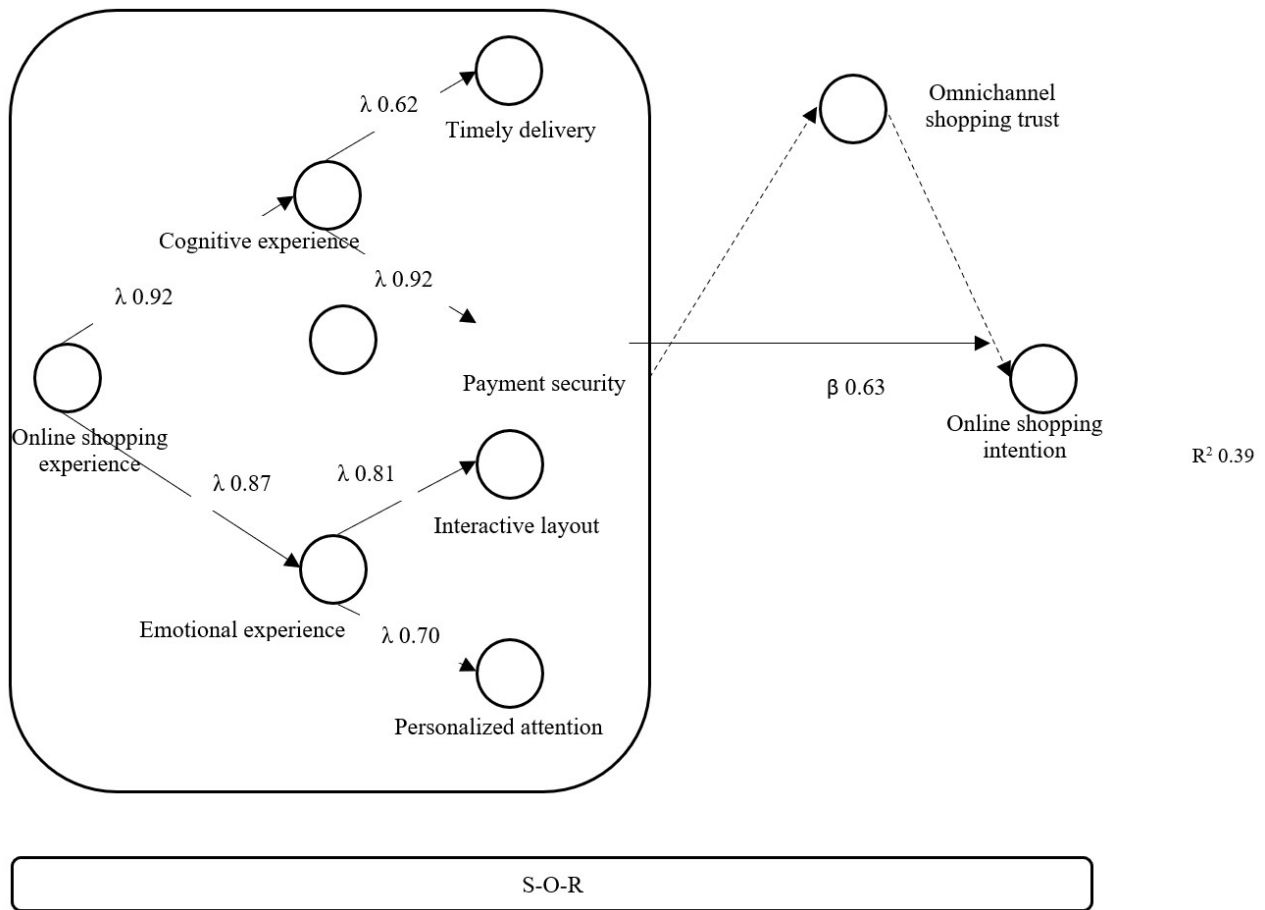 Omnichannel
shopping trust
λ 0.62
Timely delivery
Cognitive experience
λ 0.92
λ 0.92
Payment security
β 0.63
Online shopping
intention
R² 0.39
Online shopping
experience
λ 0.87
λ 0.81
Interactive layout
Emotional experience
λ 0.70
Personalized attention
S-O-R